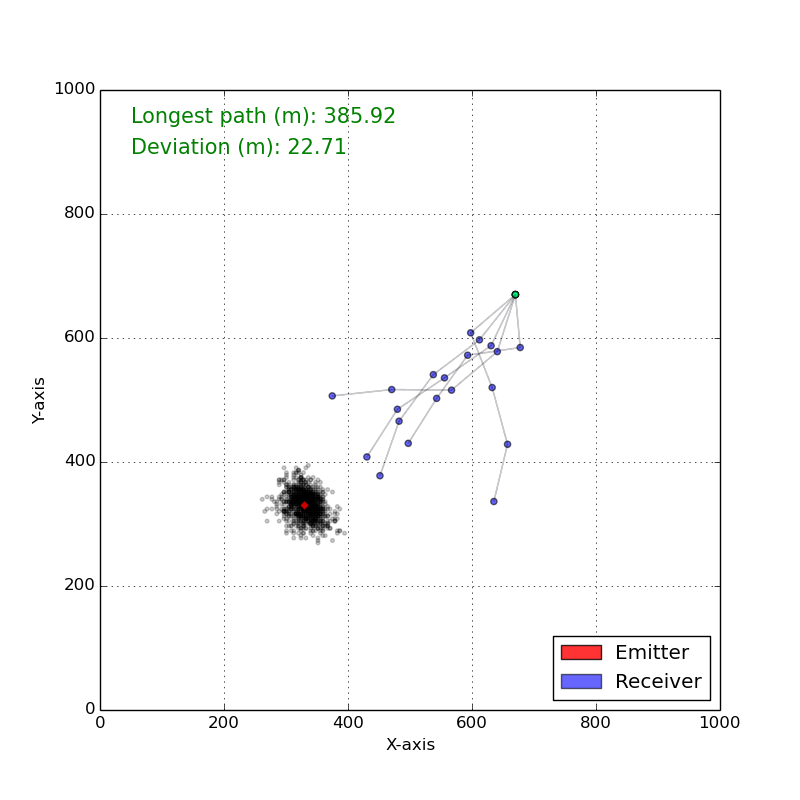 Longest path (m): 385.92
Deviation (m): 22.71
1000
800
600
400
200
0
Y-axis
0 200 400 600 800 1000
X-axis
Emitter
Receiver